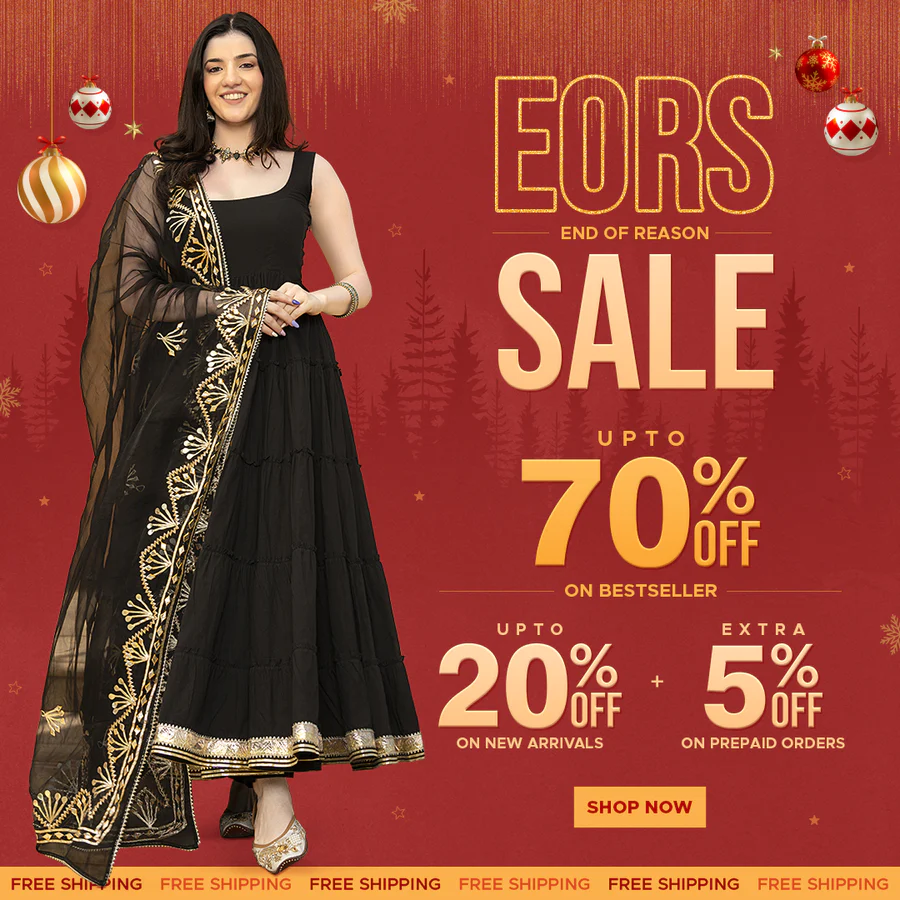 EORS
END OF REASON
SALE
UPTO
70% OFF
ON BESTSELLER
UPTO
20% OFF
ON NEW ARRIVALS
+
EXTRA
5% OFF
ON PREPAID ORDERS
SHOP NOW
FREE SHIPPING FREE SHIPPING FREE SHIPPING FREE SHIPPING FREE SHIPPING FREE SHIPPING